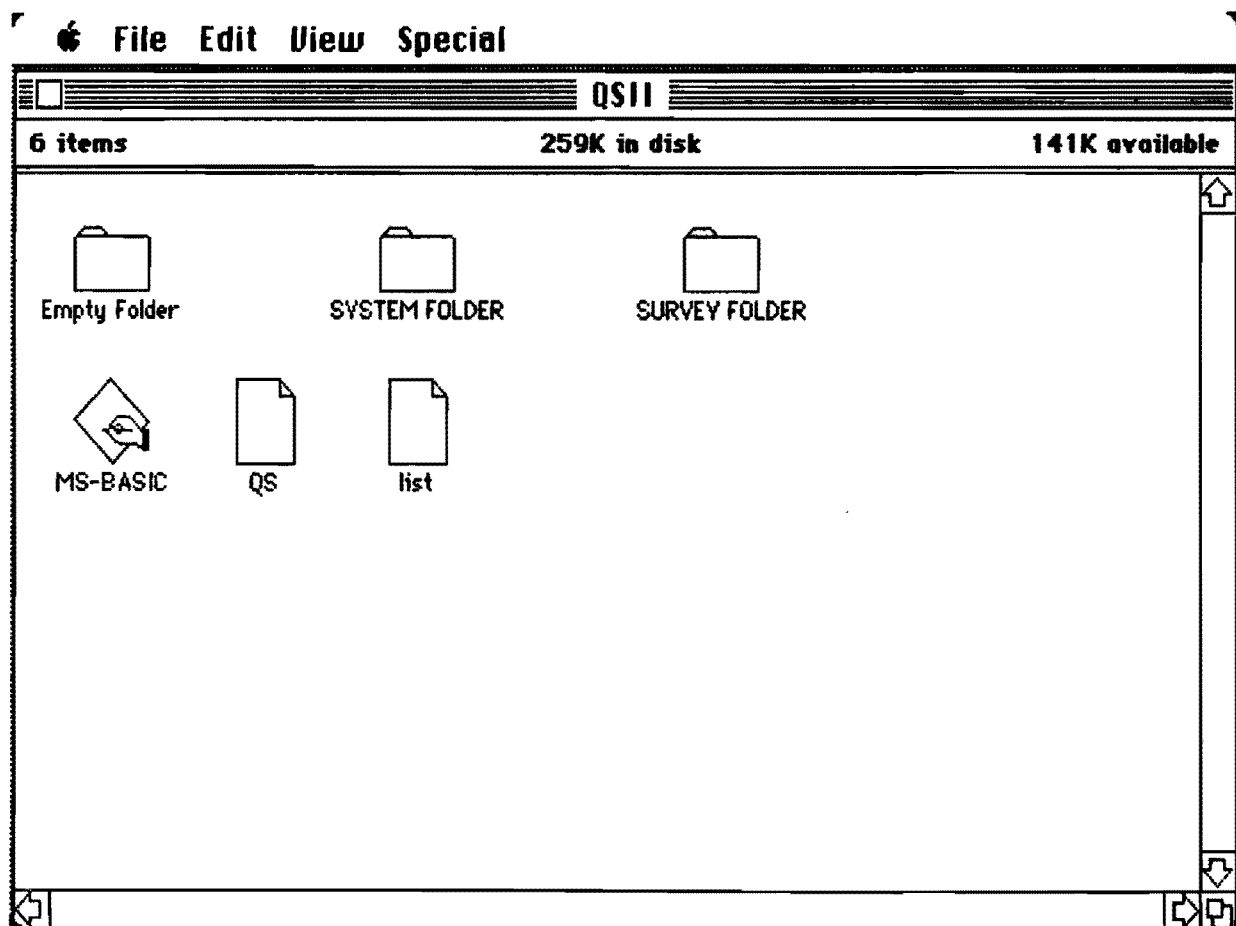 File Edit View Special
QSII
6 items 259K in disk 141K available
Empty Folder SYSTEM FOLDER SURVEY FOLDER
MS-BASIC QS list